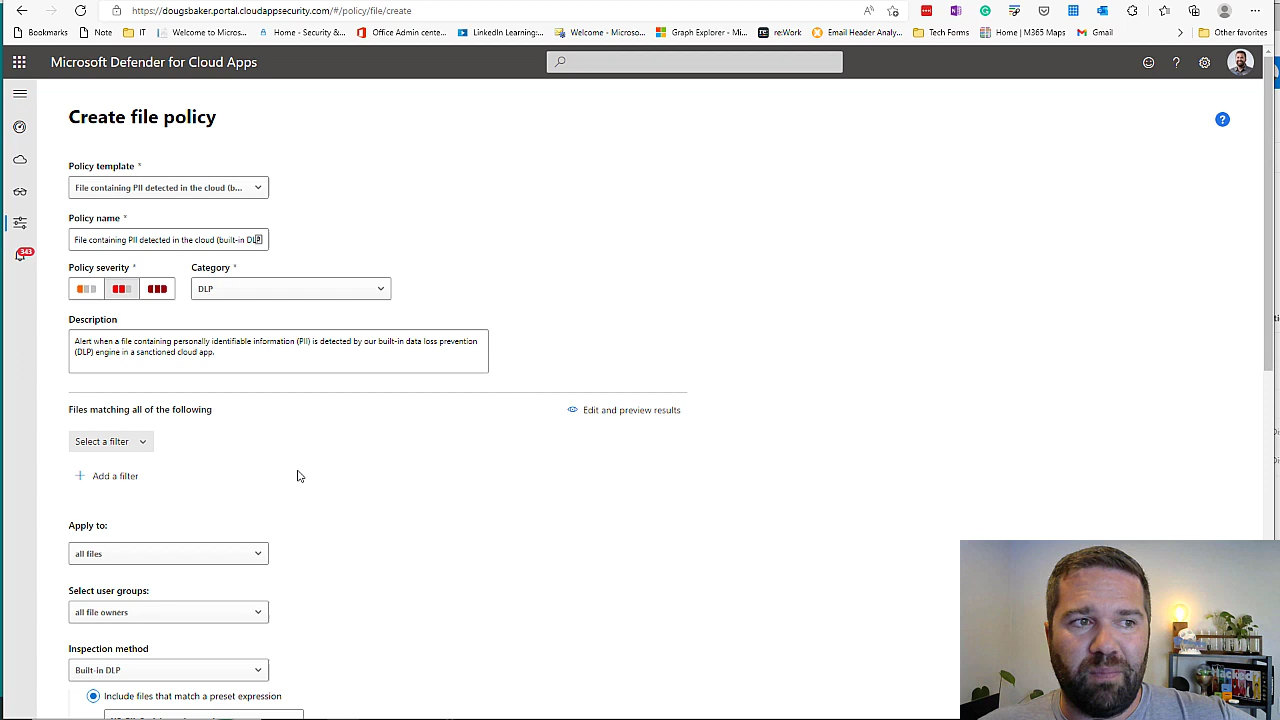 https://dougsbaker.portal.cloudappsecurity.com/#/policy/file/create
Bookmarks
Note
IT
Welcome to Mitass...
Home - Security &...
Office Admin cente...
LinkedIn Learning:...
Welcome - Microso...
Graph Explorer - Mi...
re:Work
Email Header Analy...
Tech Forms
Home | M365 Maps
Gmail
Other favorites
Microsoft Defender for Cloud Apps
Create file policy
Policy template *
File containing PII detected in the cloud (b...
Policy name *
File containing PII detected in the cloud (built-in DL
Policy severity *
Category *
DLP
343
Description
Alert when a file containing personally identifiable information (PII) is detected by our built-in data loss prevention
(DLP) engine in a sanctioned cloud app.
Files matching all of the following
Edit and preview results
Select a filter
+ Add a filter
Apply to:
all files
Select user groups:
all file owners
Inspection method
Built-in DLP
Include files that match a preset expression